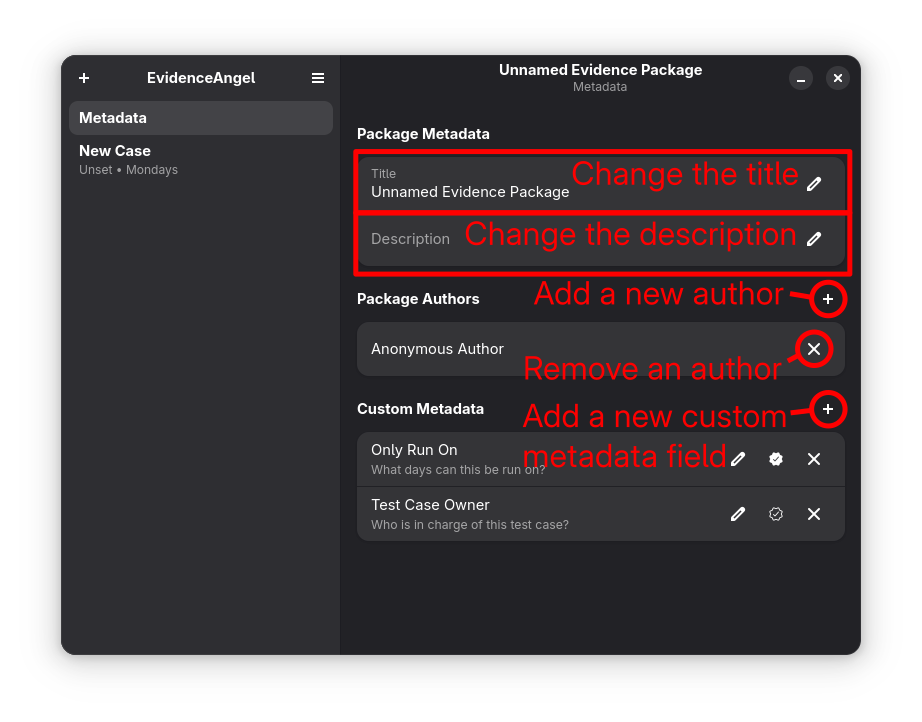 EvidenceAngel
Unnamed Evidence Package
Metadata
Metadata
New Case
Unset • Mondays
Package Metadata
Title
Unnamed Evidence Package
Change the title
Description
Change the description
Package Authors
Add a new author
Anonymous Author
Remove an author
Custom Metadata
Add a new custom
metadata field
Only Run On
What days can this be run on?
Test Case Owner
Who is in charge of this test case?